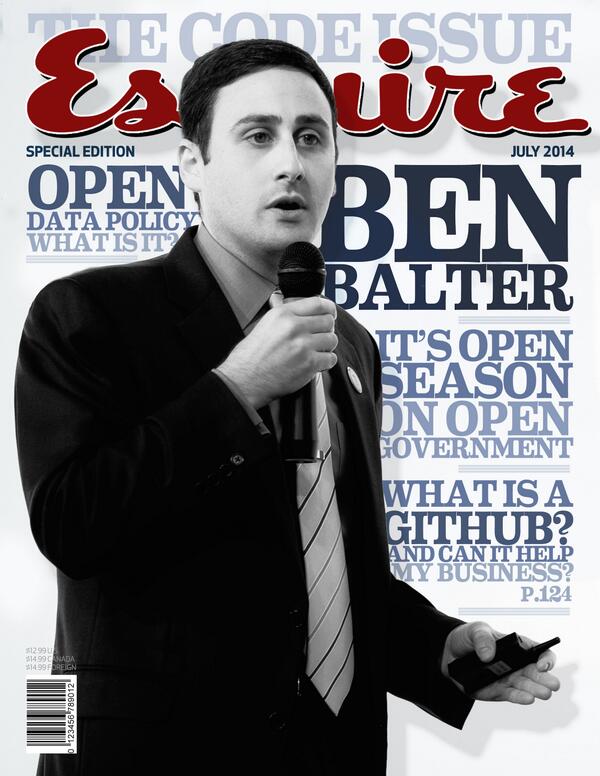 THE CODE ISSUE
Esquire
SPECIAL EDITION
JULY 2014
OPEN
DATA POLICY
WHAT IS IT?
BEN
BALTER
IT'S OPEN
SEASON
ON OPEN
GOVERNMENT
WHAT IS A
GITHUB?
AND CAN IT HELP
MY BUSINESS?
P.124
$12.99 U.S.
$14.99 CANADA
$14.99 FOREIGN
0 123456 789012